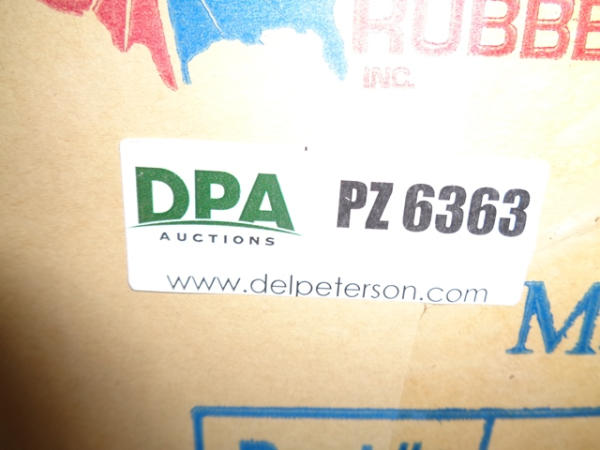 RUBBE
INC.
DPA
AUCTIONS
PZ 6363
www.delpeterson.com
M